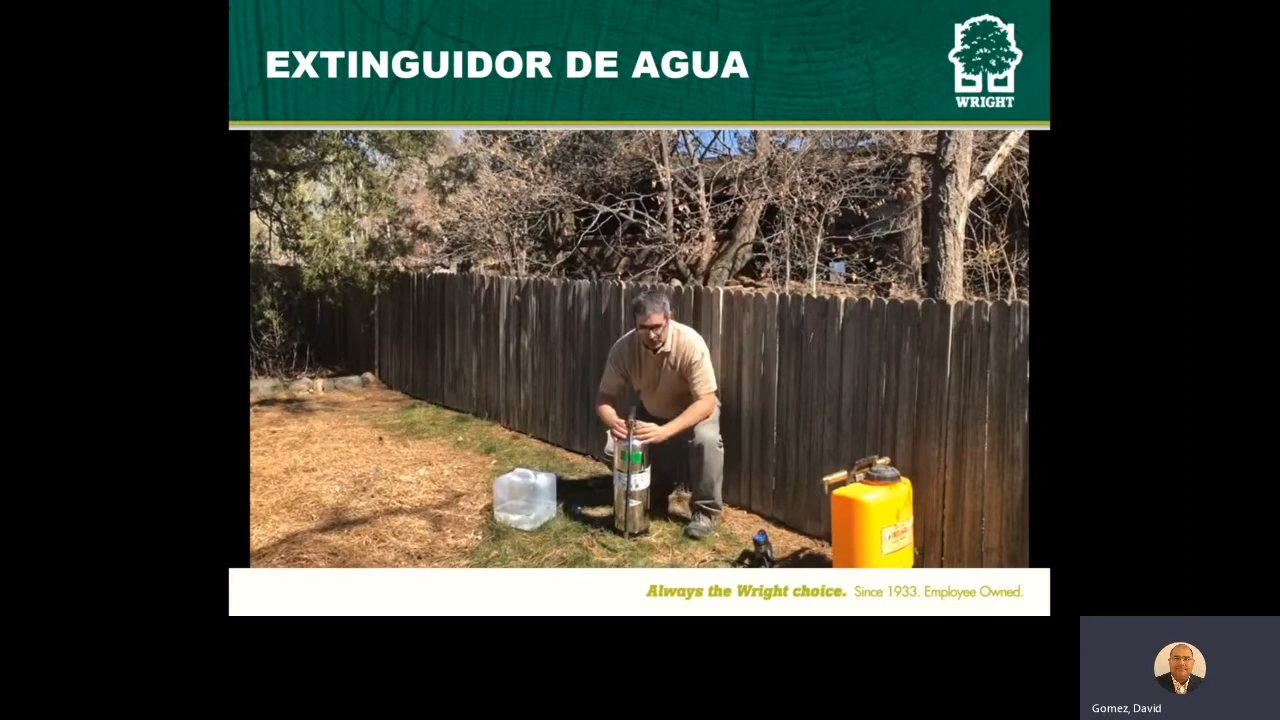 EXTINGUIDOR DE AGUA
WRIGHT
Always the Wright choice. Since 1933. Employee Owned.
Gomez, David